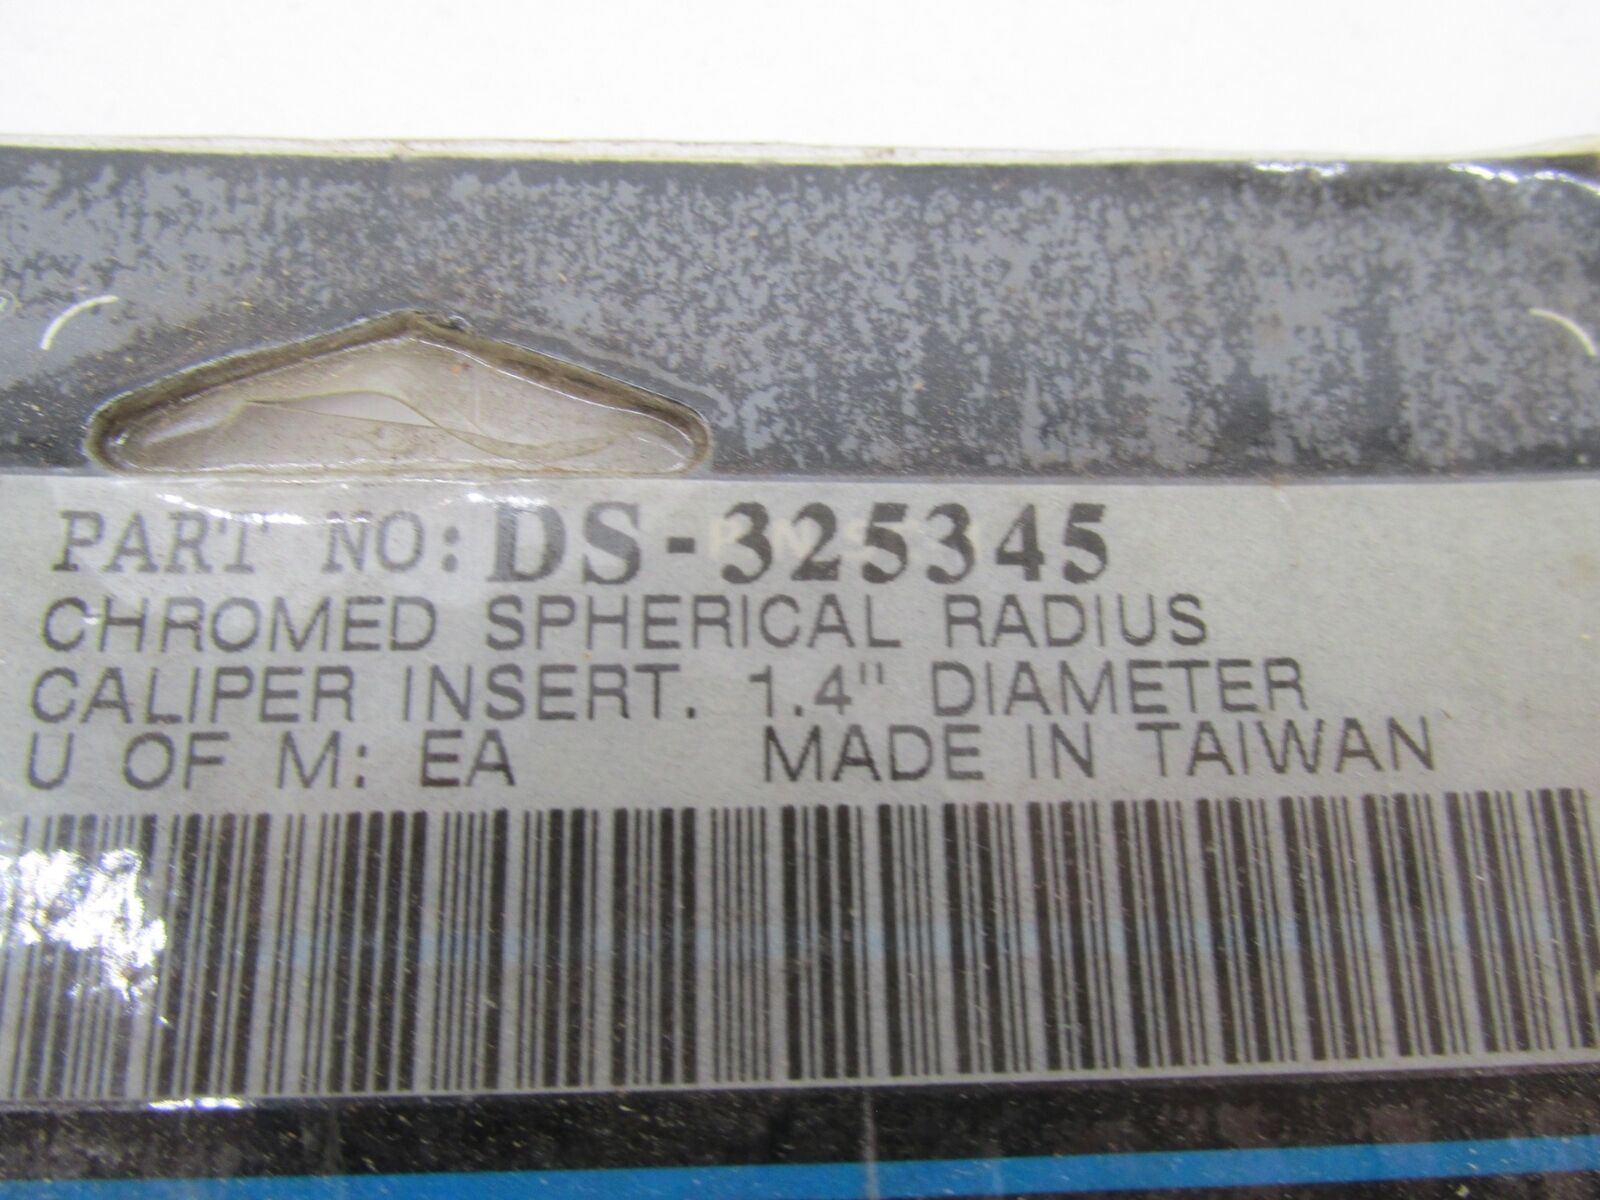 PART NO: DS-325345
CHROMED SPHERICAL RADIUS
CALIPER INSERT. 1.4" DIAMETER
U OF M: EA MADE IN TAIWAN